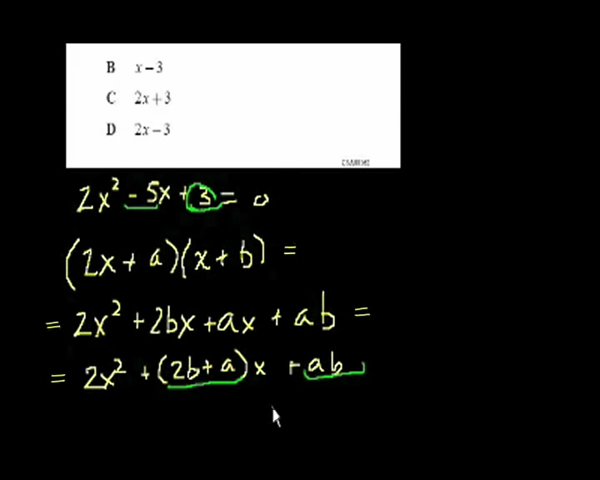 B x−3
C 2x+3
D 2x−3
2x² −5x +3 = 0
(2x + a)(x + b) =
= 2x² +2bx +ax + ab =
= 2x² +(2b+a)x + ab